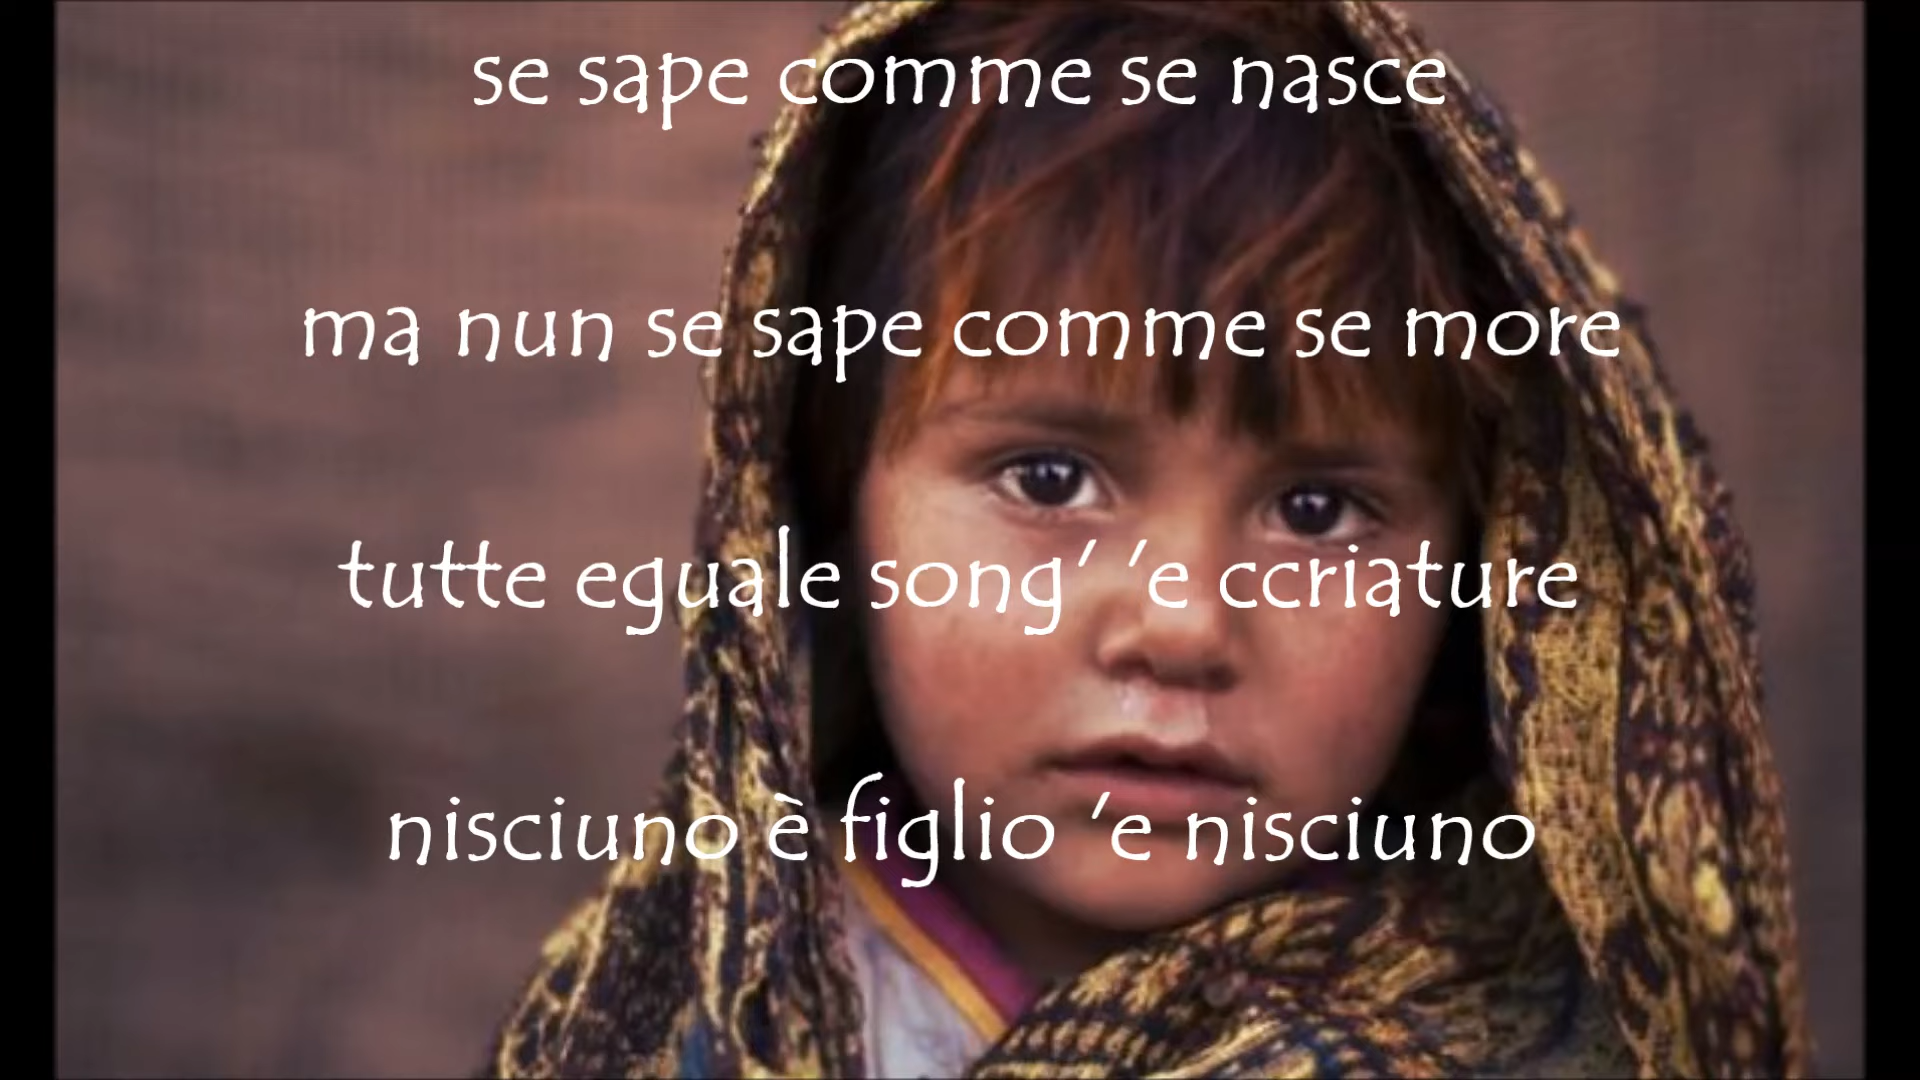 se sape comme se nasce
ma nun se sape comme se more
tutte eguale song’ ’e ccriature
nisciuno è figlio ’e nisciuno